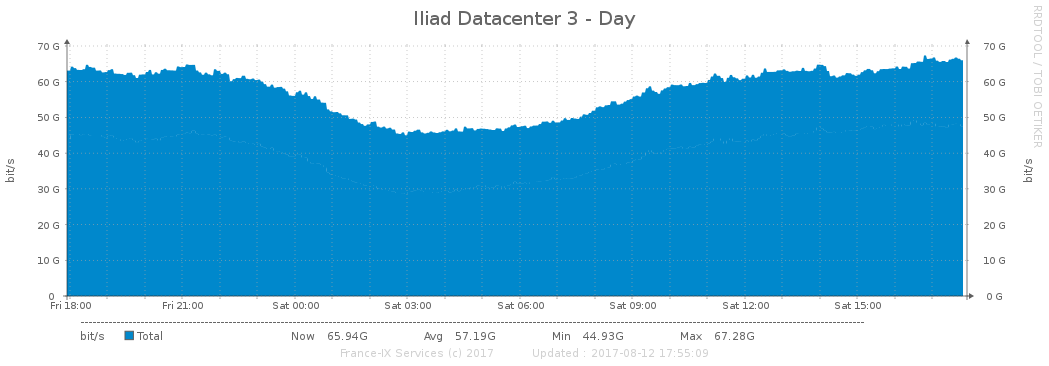 Iliad Datacenter 3 - Day
RRDTOOL / TOBI OETIKER
bit/s
70 G 70 G
60 G 60 G
50 G 50 G
40 G 40 G
30 G 30 G
20 G 20 G
10 G 10 G
0 0 G
bit/s
Fri 18:00 Fri 21:00 Sat 00:00 Sat 03:00 Sat 06:00 Sat 09:00 Sat 12:00 Sat 15:00
bit/s Total Now 65.94G Avg 57.19G Min 44.93G Max 67.28G
France-IX Services (c) 2017 Updated : 2017-08-12 17:55:09